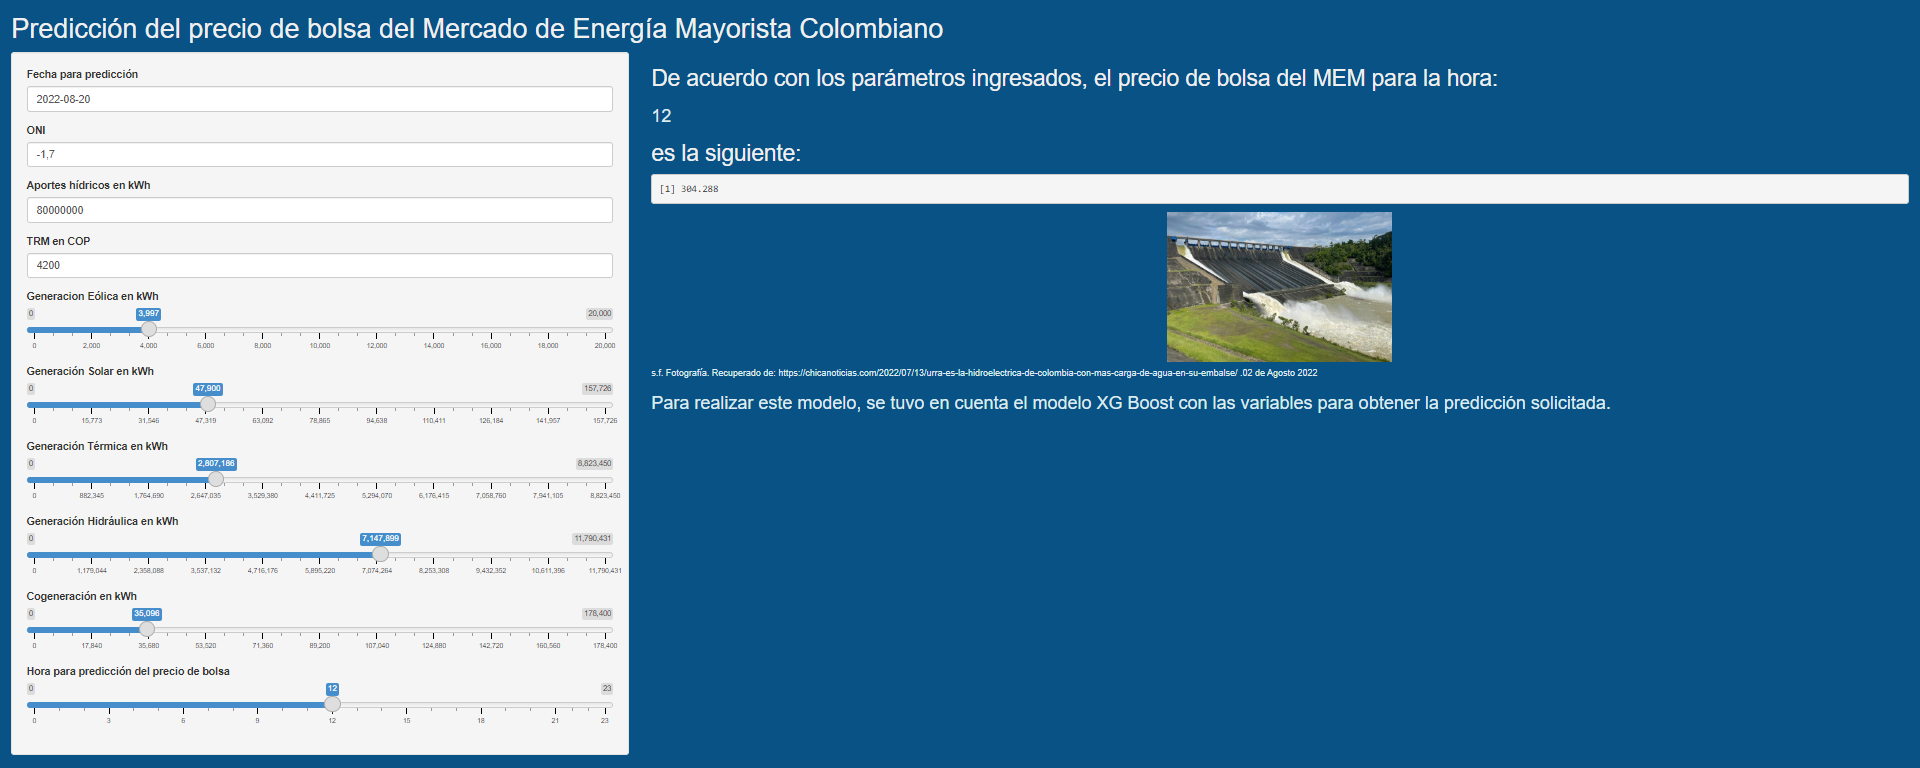 Predicción del precio de bolsa del Mercado de Energía Mayorista Colombiano
Fecha para predicción
2022-08-20
ONI
-1,7
Aportes hídricos en kWh
80000000
TRM en COP
4200
Generacion Eólica en kWh
0 3,997 20,000
0 2,000 4,000 6,000 8,000 10,000 12,000 14,000 16,000 18,000 20,000
Generación Solar en kWh
0 47,900 157,726
0 15,773 31,546 47,319 63,092 78,865 94,638 110,411 126,184 141,957 157,726
Generación Térmica en kWh
0 2,807,186 8,823,450
0 882,345 1,764,690 2,647,035 3,529,380 4,411,725 5,294,070 6,176,415 7,058,760 7,941,105 8,823,450
Generación Hidráulica en kWh
0 7,147,899 11,790,431
0 1,179,044 2,358,088 3,537,132 4,716,176 5,895,220 7,074,264 8,253,308 9,432,352 10,611,396 11,790,431
Cogeneración en kWh
0 35,096 178,400
0 17,840 35,680 53,520 71,360 89,200 107,040 124,880 142,720 160,560 178,400
Hora para predicción del precio de bolsa
0 12 23
0 3 6 9 12 15 18 21 23
De acuerdo con los parámetros ingresados, el precio de bolsa del MEM para la hora:
12
es la siguiente:
[1] 304.288
s.f. Fotografía. Recuperado de: https://chicanoticias.com/2022/07/13/urra-es-la-hidroelectrica-de-colombia-con-mas-carga-de-agua-en-su-embalse/ .02 de Agosto 2022
Para realizar este modelo, se tuvo en cuenta el modelo XG Boost con las variables para obtener la predicción solicitada.